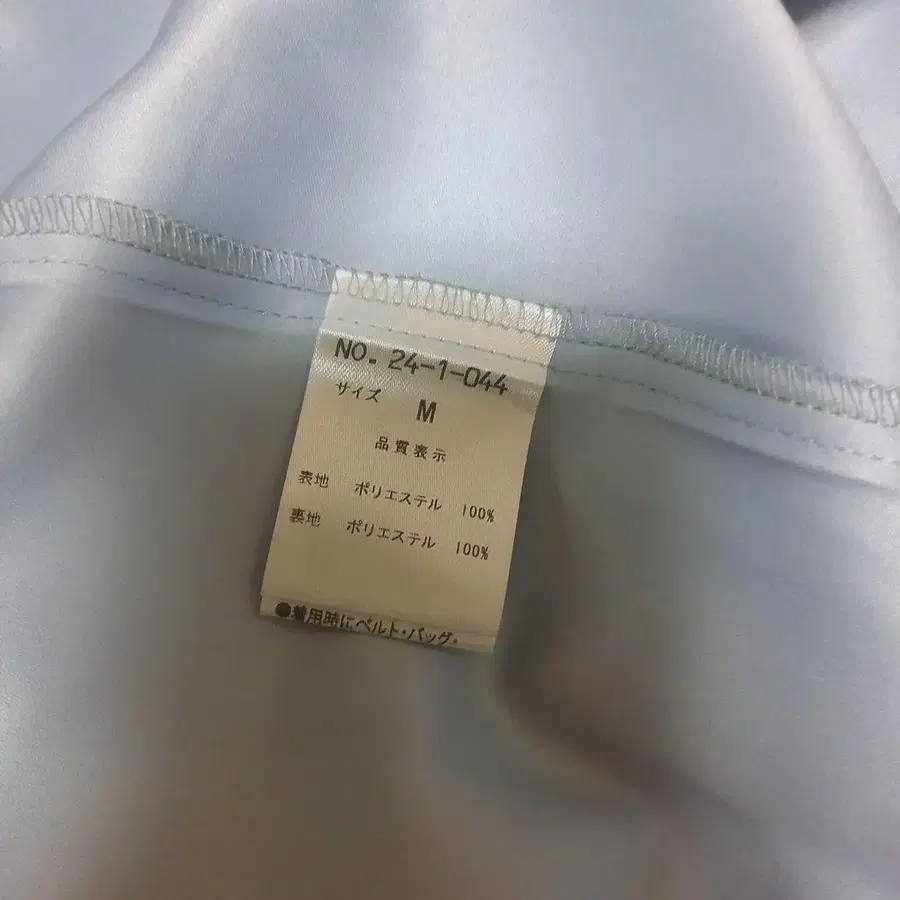 NO. 24-1-044
サイズ M
品質表示
表地 ポリエステル 100%
裏地 ポリエステル 100%
●着用時にベルト・バッグ・